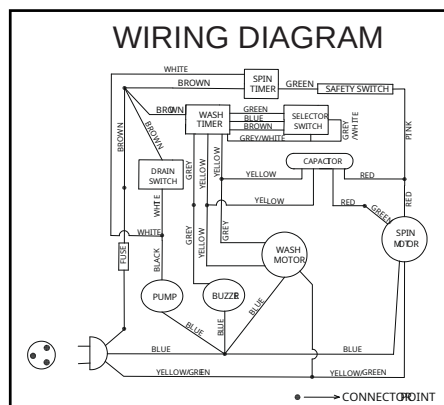 WIRING DIAGRAM
WHITE
BROWN
SPIN
TIMER
GREEN
SAFETY SWITCH
BROWN
WASH
TIMER
GREEN
BLUE
BROWN
GREY/WHITE
SELECTOR
SWITCH
GREY
/WHITE
PINK
BROWN
BROWN
DRAIN
SWITCH
GREY
YELLOW
YELLOW
CAPACTOR
YELLOW
RED
YELLOW
RED
RED
GREEN
WHITE
WHITE
GREY
YELLOW
GREY
SPIN
MOTOR
FUSE
BLACK
WASH
MOTOR
PUMP
BUZZER
BLUE
BLUE
BLUE
BLUE
BLUE
YELLOW/GREEN
YELLOW/GREEN
CONNECTORPOINT